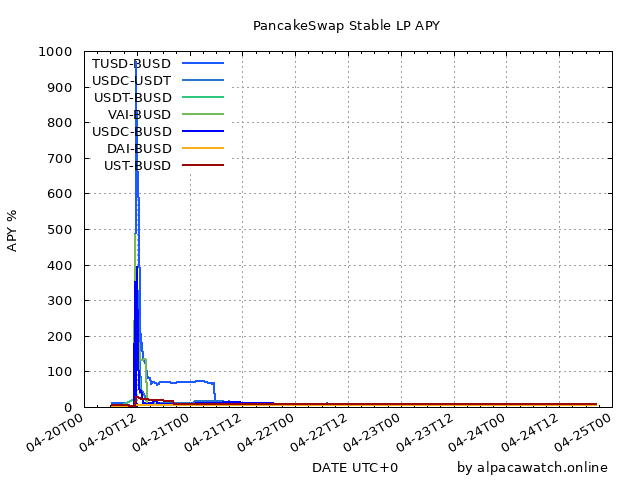 PancakeSwap Stable LP APY
1000
900
800
700
600
500
400
300
200
100
0
APY %
TUSD-BUSD
USDC-USDT
USDT-BUSD
VAI-BUSD
USDC-BUSD
DAI-BUSD
UST-BUSD
04-20T00
04-20T12
04-21T00
04-21T12
04-22T00
04-22T12
04-23T00
04-23T12
04-24T00
04-24T12
04-25T00
DATE UTC+0
by alpacawatch.online